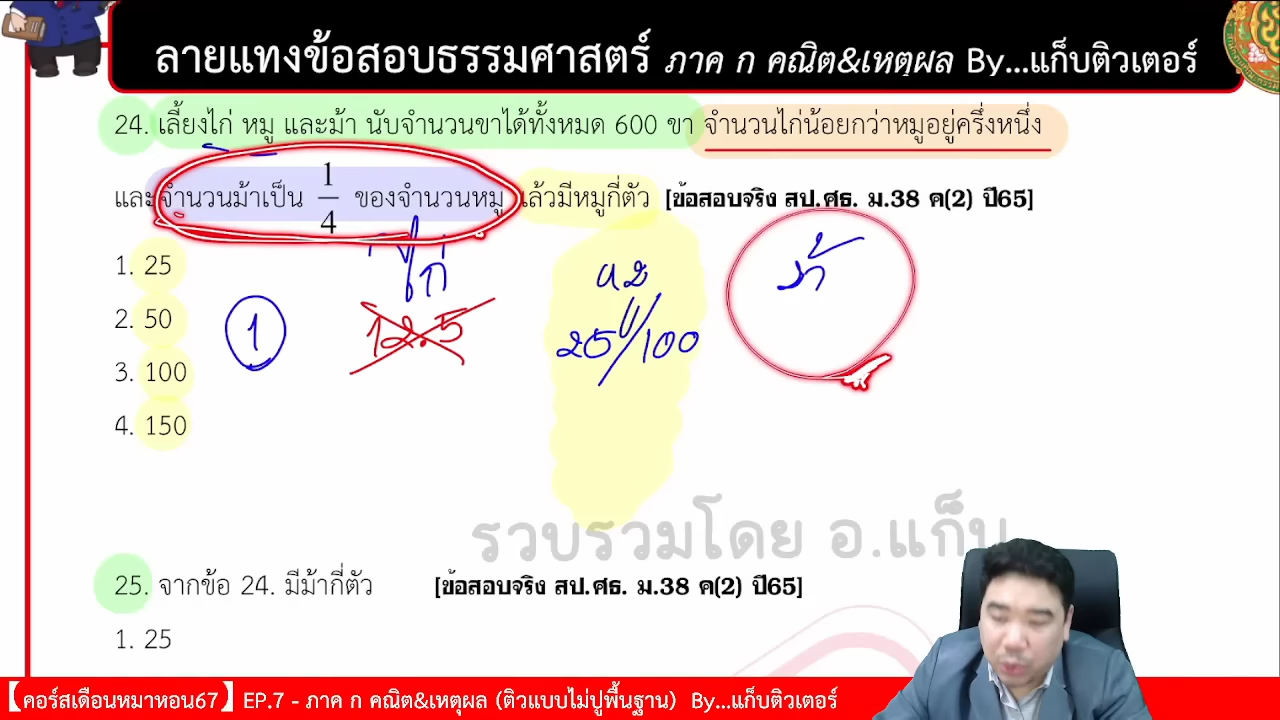 ลายแทงข้อสอบธรรมศาสตร์ ภาค ก คณิต&เหตุผล By...แก็บติวเตอร์
24. เลี้ยงไก่ หมู และม้า นับจำนวนขาได้ทั้งหมด 600 ขา จำนวนไก่น้อยกว่าหมูอยู่ครึ่งหนึ่ง
และจำนวนม้าเป็น 1/4 ของจำนวนหมู แล้วมีหมูกี่ตัว [ข้อสอบจริง สป.ศธ. ม.38 ค(2) ปี65]
ไก่ ม้า
1. 25
2. 50
1 12.5 25 100
3. 100
4. 150
รวบรวมโดย อ.แก็บ
25. จากข้อ 24. มีม้ากี่ตัว [ข้อสอบจริง สป.ศธ. ม.38 ค(2) ปี65]
1. 25
【คอร์สเดือนหมาหอน67】 EP.7 - ภาค ก คณิต&เหตุผล (ติวแบบไม่ปูพื้นฐาน) By...แก็บติวเตอร์